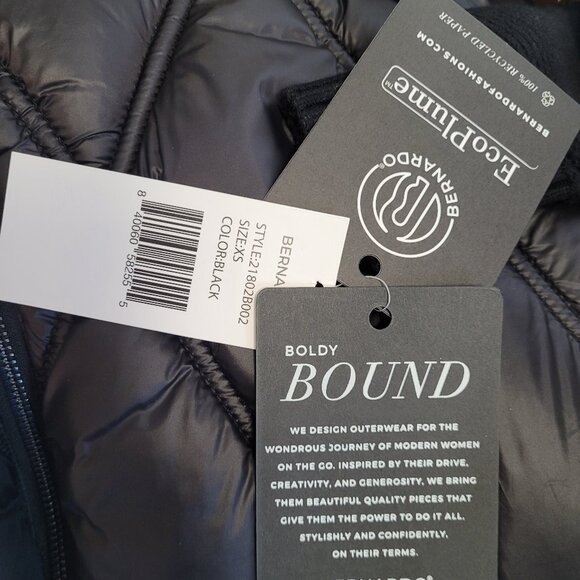 BERNARDOFASHIONS.COM
100% RECYCLED PAPER
EcoPlume™
BERNARDO®
BERNA
STYLE:21802B002
SIZE:XS
COLOR:BLACK
8 40060 58255 5
BOLDY
BOUND
WE DESIGN OUTERWEAR FOR THE
WONDROUS JOURNEY OF MODERN WOMEN
ON THE GO. INSPIRED BY THEIR DRIVE,
CREATIVITY, AND GENEROSITY, WE BRING
THEM BEAUTIFUL QUALITY PIECES THAT
GIVE THEM THE POWER TO DO IT ALL.
STYLISHLY AND CONFIDENTLY,
ON THEIR TERMS.